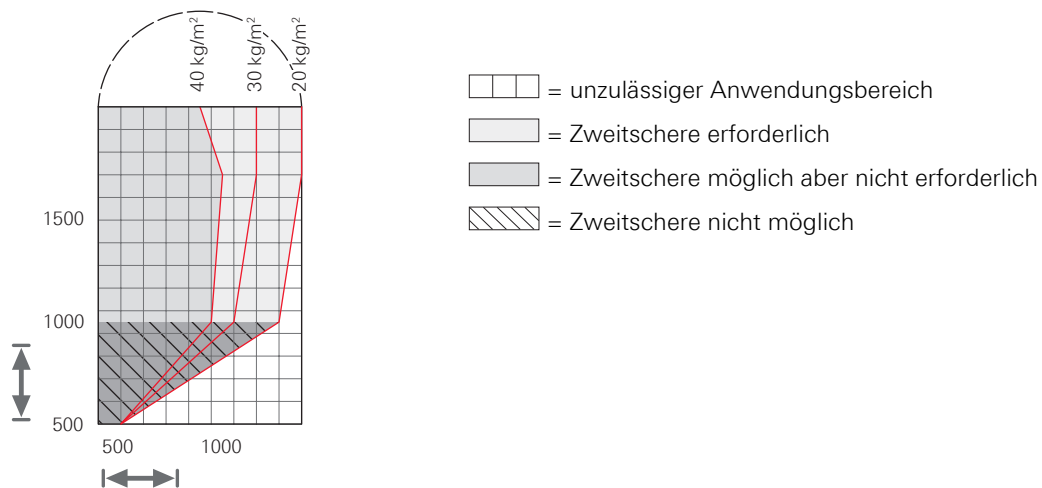 40 kg/m²
30 kg/m²
20 kg/m²
= unzulässiger Anwendungsbereich
= Zweitschere erforderlich
= Zweitschere möglich aber nicht erforderlich
= Zweitschere nicht möglich
1500
1000
500
500 1000